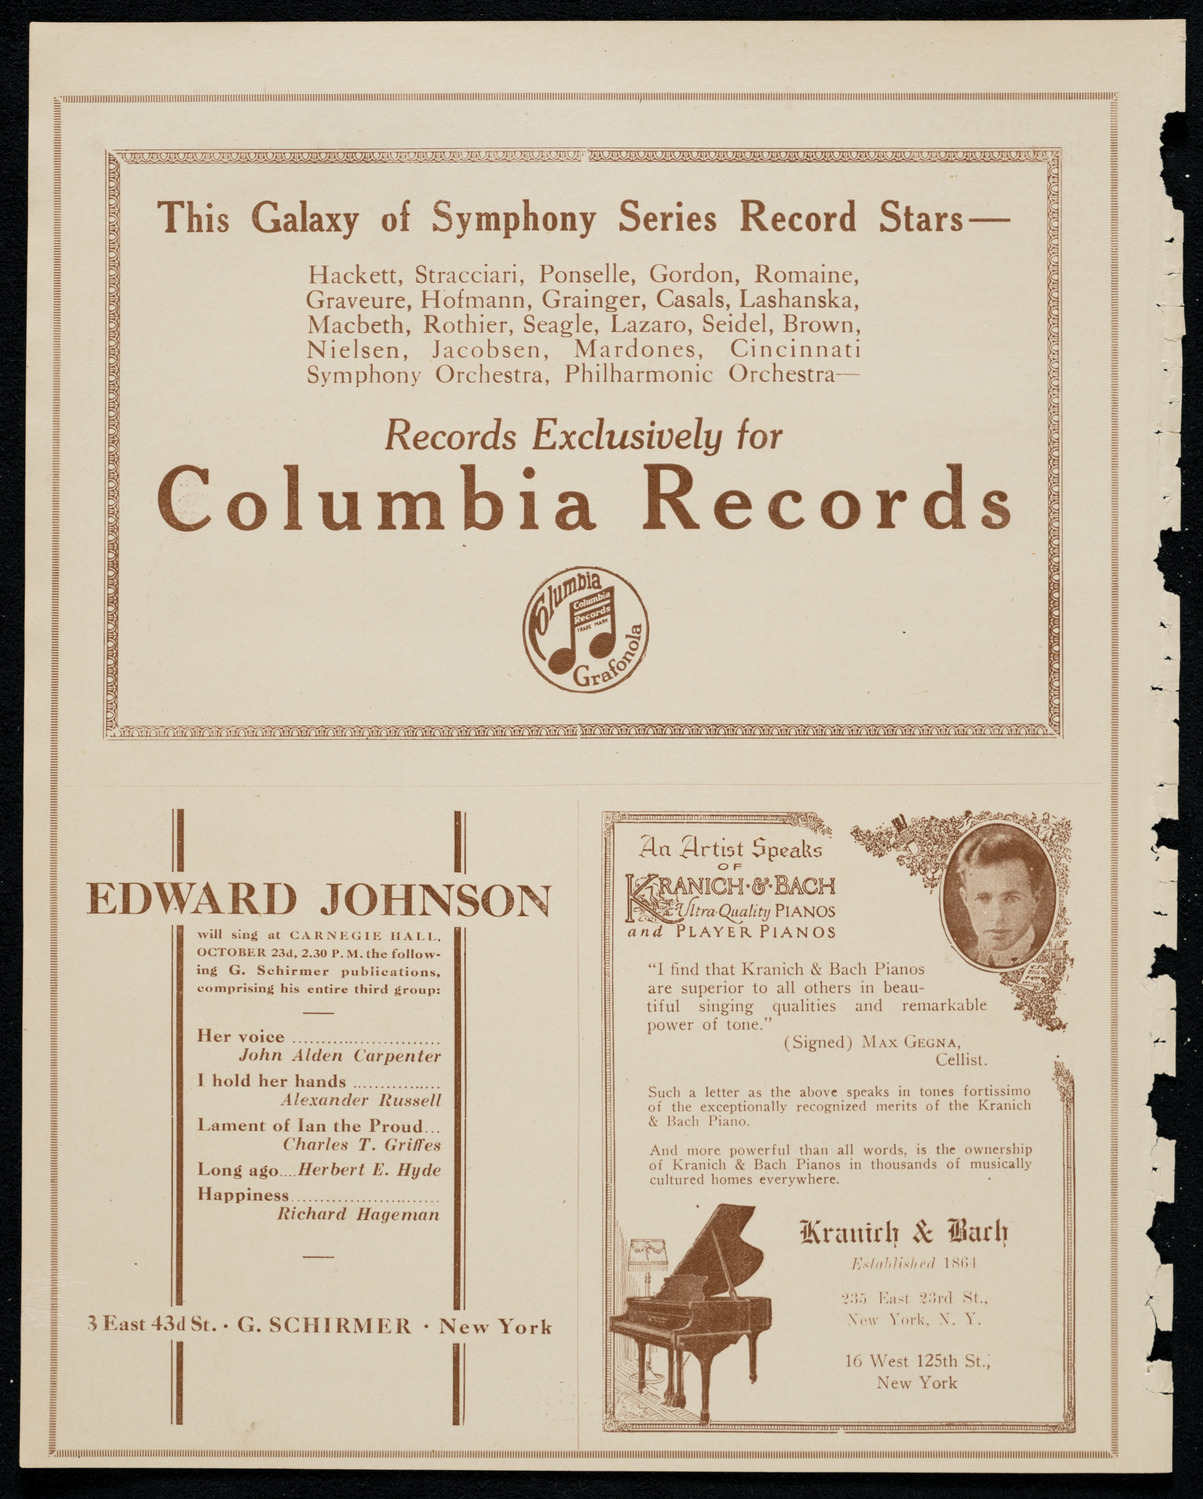 This Galaxy of Symphony Series Record Stars—
Hackett, Stracciari, Ponselle, Gordon, Romaine,
Graveure, Hofmann, Grainger, Casals, Lashanska,
Macbeth, Rothier, Seagle, Lazaro, Seidel, Brown,
Nielsen, Jacobsen, Mardones, Cincinnati
Symphony Orchestra, Philharmonic Orchestra—
Records Exclusively for
Columbia Records
Columbia
Columbia
Records
TRADE MARK
Grafonola
EDWARD JOHNSON
will sing at CARNEGIE HALL,
OCTOBER 23d, 2.30 P. M. the follow-
ing G. Schirmer publications,
comprising his entire third group:
Her voice ..........................
John Alden Carpenter
I hold her hands ...............
Alexander Russell
Lament of Ian the Proud...
Charles T. Griffes
Long ago....Herbert E. Hyde
Happiness..........................
Richard Hageman
3 East 43d St. · G. SCHIRMER · New York
An Artist Speaks
OF
KRANICH·&·BACH
Ultra-Quality PIANOS
and PLAYER PIANOS
“I find that Kranich & Bach Pianos
are superior to all others in beau-
tiful singing qualities and remarkable
power of tone.”
(Signed) MAX GEGNA,
Cellist.
Such a letter as the above speaks in tones fortissimo
of the exceptionally recognized merits of the Kranich
& Bach Piano.
And more powerful than all words, is the ownership
of Kranich & Bach Pianos in thousands of musically
cultured homes everywhere.
Kranich & Bach
Established 1864
235 East 23rd St.,
New York, N. Y.
16 West 125th St.,
New York